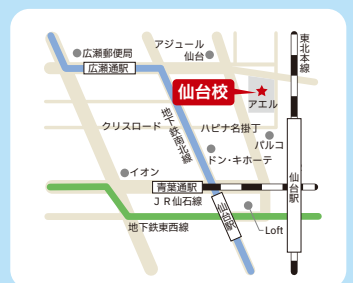 アジュール
仙台
東北本線
広瀬郵便局
広瀬通駅
仙台校
アエル
地下鉄南北線
クリスロード
ハピナ名掛丁
パルコ
ドン・キホーテ
イオン
青葉通駅
JR仙石線
仙台駅
仙台駅
地下鉄東西線
Loft